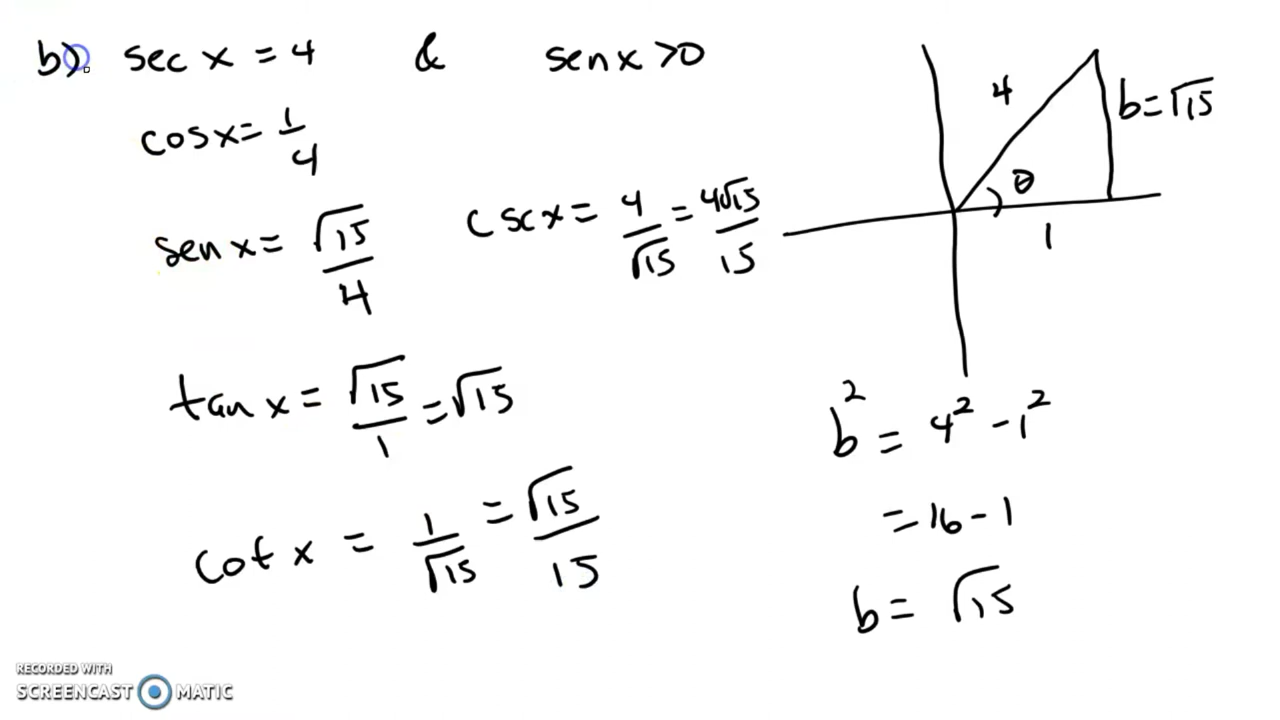 b). sec x = 4 & sen x > 0
cos x = 1/4
sen x = √15/4
csc x = 4/√15 = 4√15/15
tan x = √15/1 = √15
cot x = 1/√15 = √15/15
4
b = √15
θ
1
b² = 4² - 1²
= 16 - 1
b = √15
RECORDED WITH
SCREENCAST MATIC